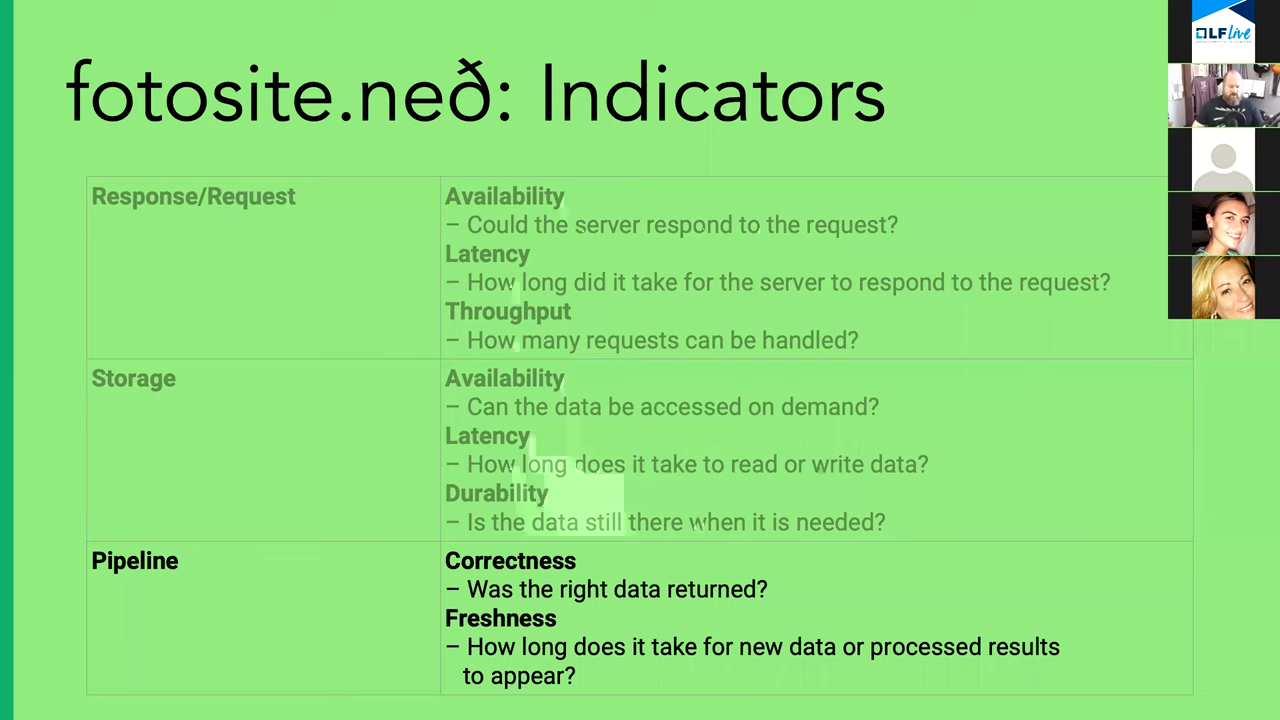 fotosite.neð: Indicators
LFlive
Response/Request
Availability
– Could the server respond to the request?
Latency
– How long did it take for the server to respond to the request?
Throughput
– How many requests can be handled?
Storage
Availability
– Can the data be accessed on demand?
Latency
– How long does it take to read or write data?
Durability
– Is the data still there when it is needed?
Pipeline
Correctness
– Was the right data returned?
Freshness
– How long does it take for new data or processed results
to appear?